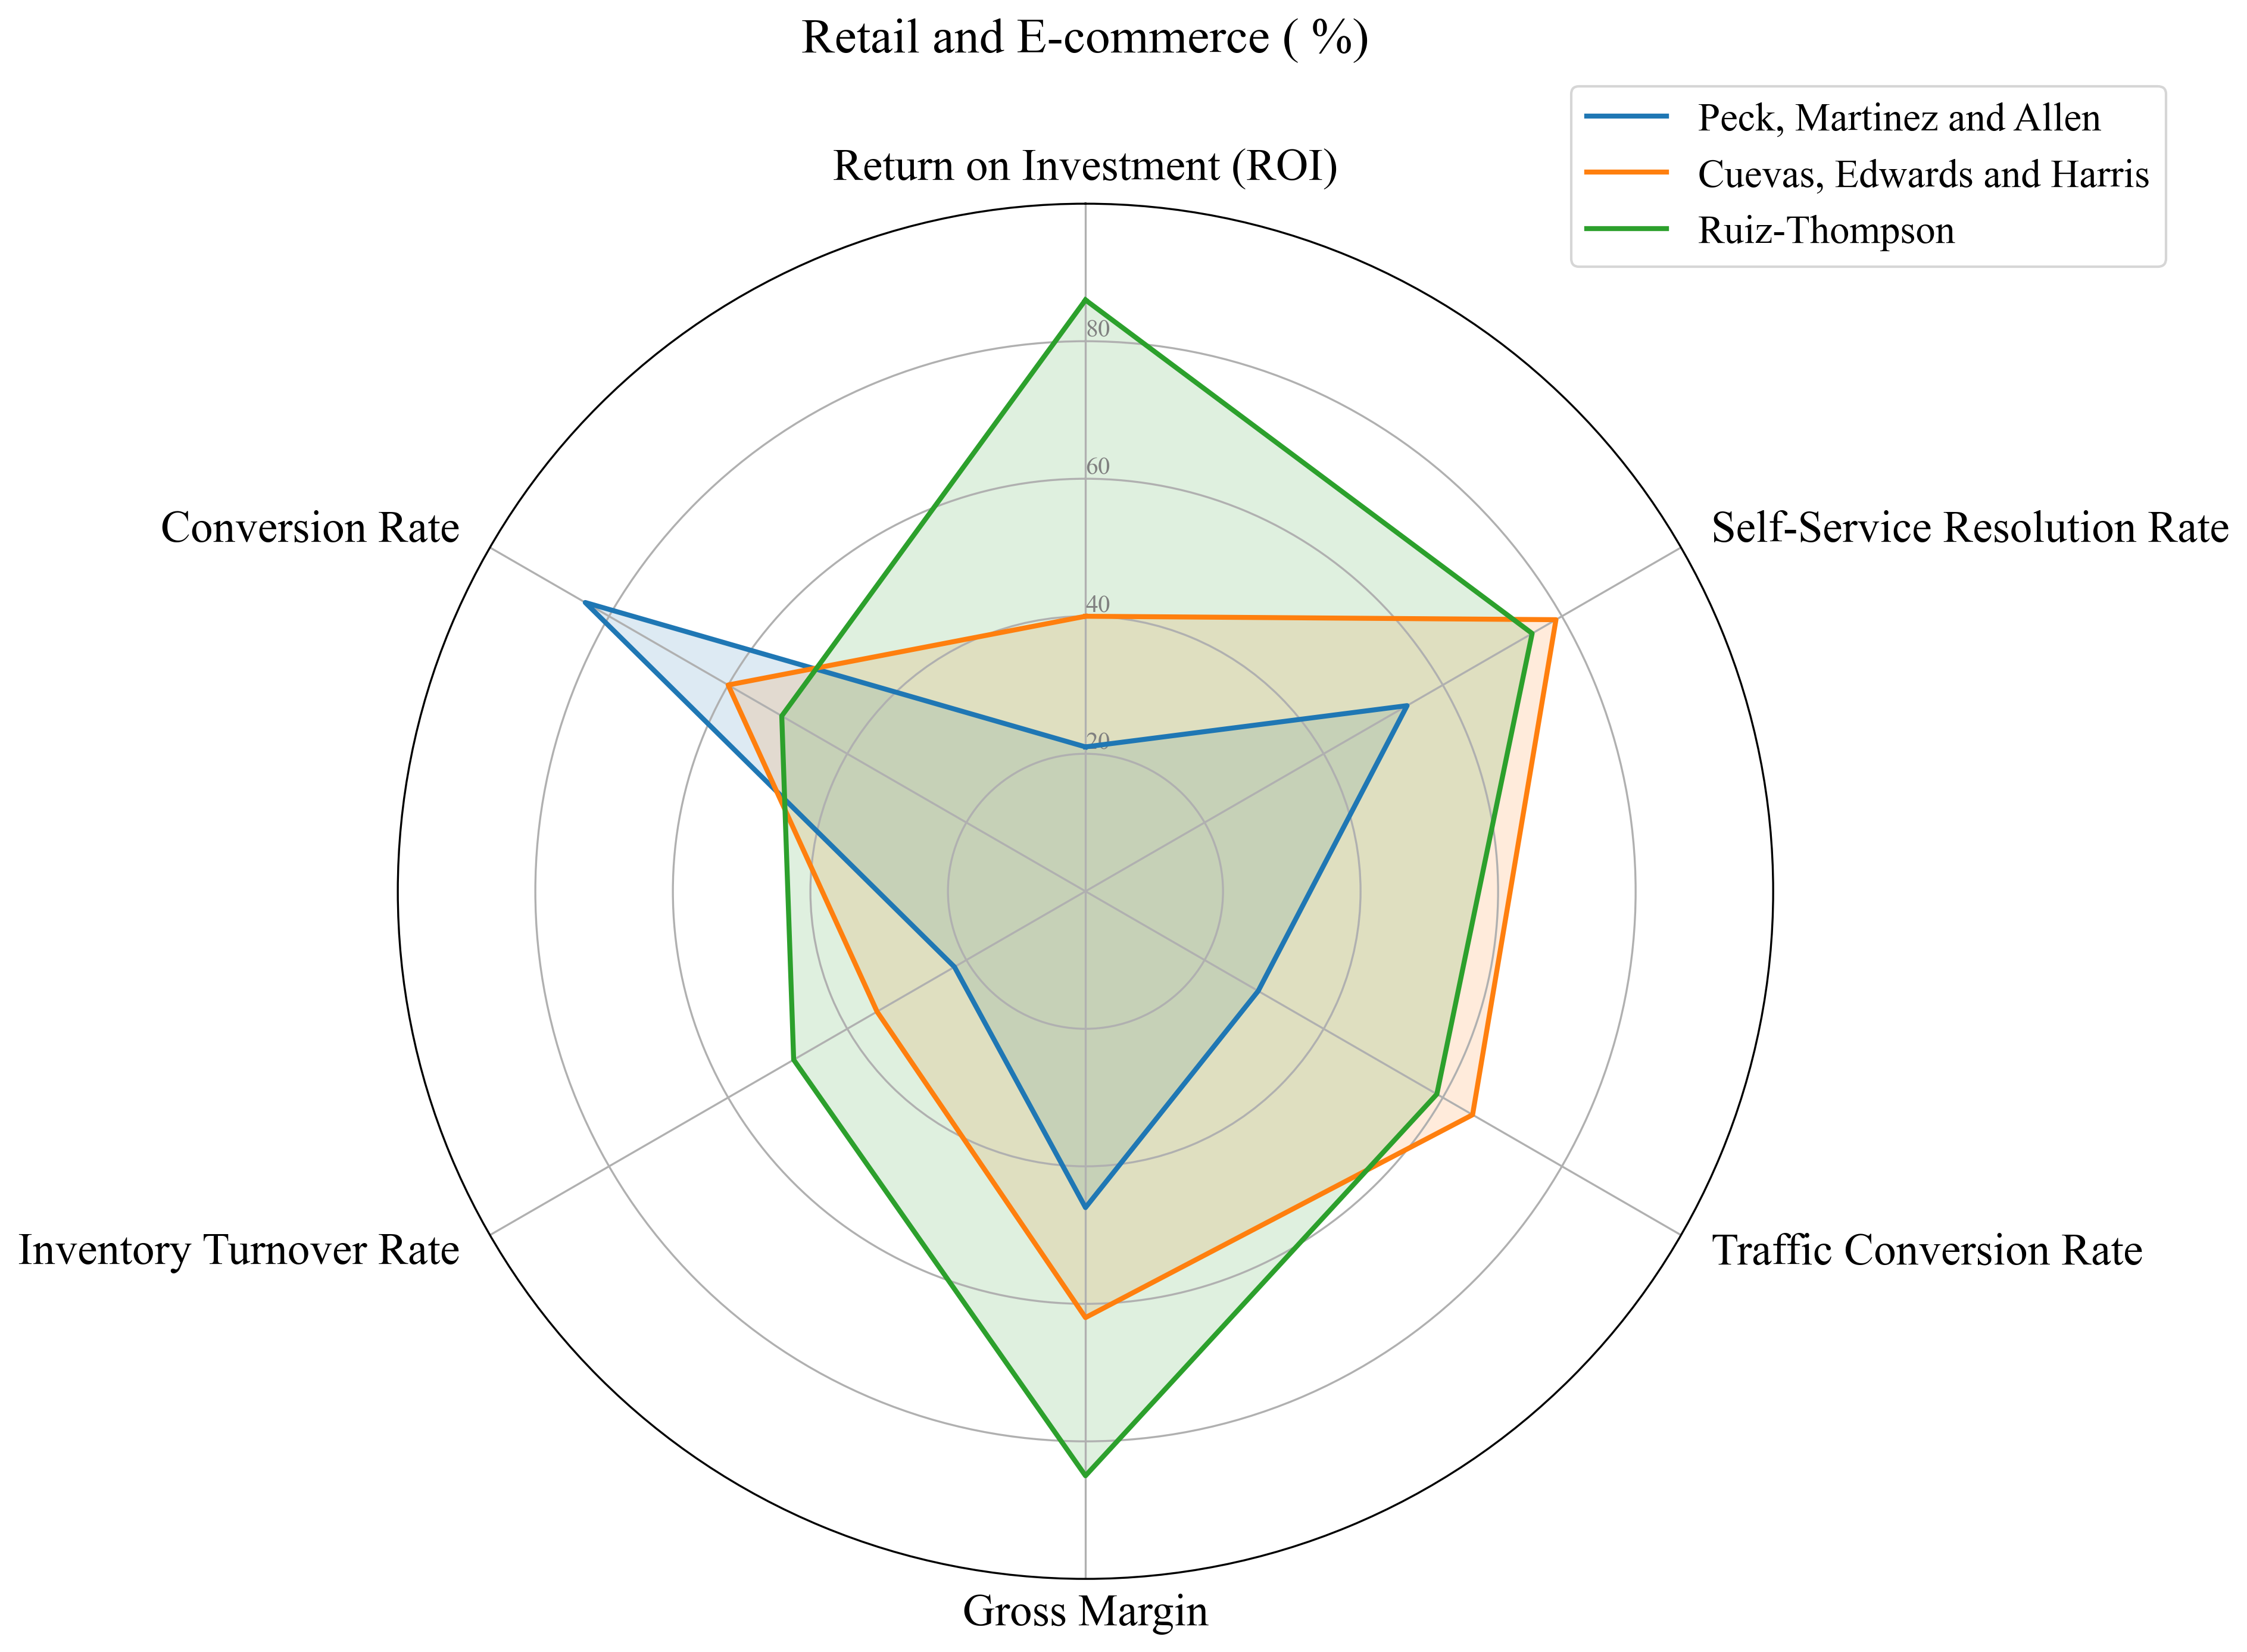 Retail and E-commerce ( %)
Peck, Martinez and Allen
Cuevas, Edwards and Harris
Ruiz-Thompson
Return on Investment (ROI)
80
60
40
20
Conversion Rate
Self-Service Resolution Rate
Inventory Turnover Rate
Traffic Conversion Rate
Gross Margin